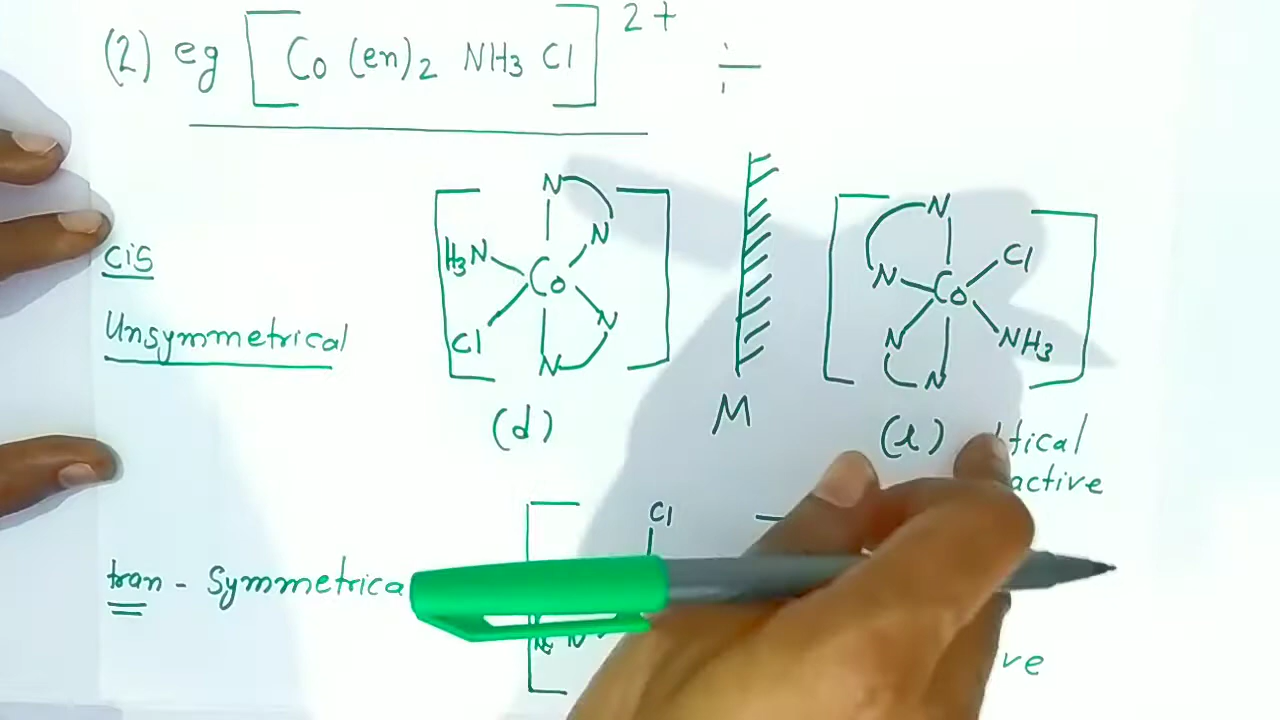 (2) eg [Co (en)2 NH3 Cl]2+ ÷
cis
Unsymmetrical
N
N
H3N
Co
Cl
N
N
(d)
M
N
Cl
N
Co
N
NH3
N
(l)
tical
active
Cl
tran - Symmetrica
N
ve